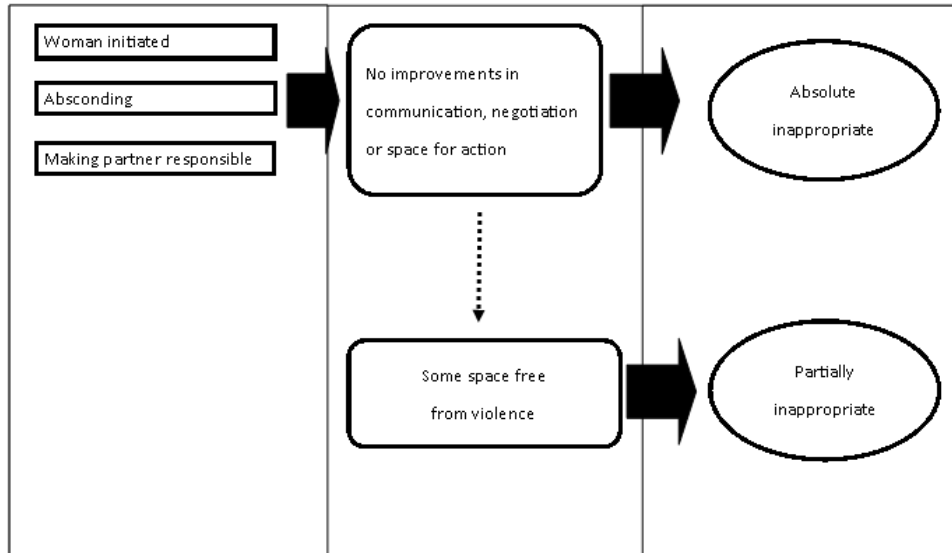 Woman initiated
Absconding
Making partner responsible
No improvements in
communication, negotiation
or space for action
Absolute
inappropriate
Some space free
from violence
Partially
inappropriate